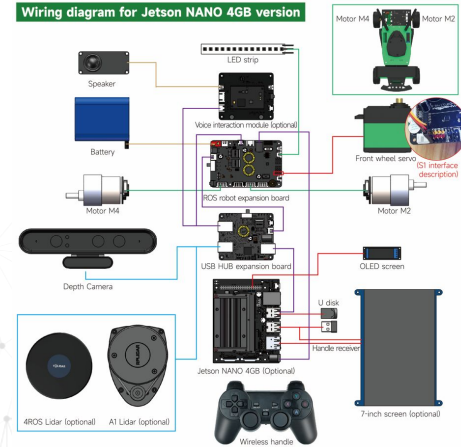 Wiring diagram for Jetson NANO 4GB version
Motor M4
Motor M2
LED strip
Speaker
Voice interaction module (optional)
Battery
Front wheel servo
(S1 interface
description)
ROS robot expansion board
Motor M4
Motor M2
USB HUB expansion board
OLED screen
Depth Camera
U disk
Handle receiver
Jetson NANO 4GB (Optional)
4ROS Lidar (optional)
A1 Lidar (optional)
7-inch screen (optional)
Wireless handle